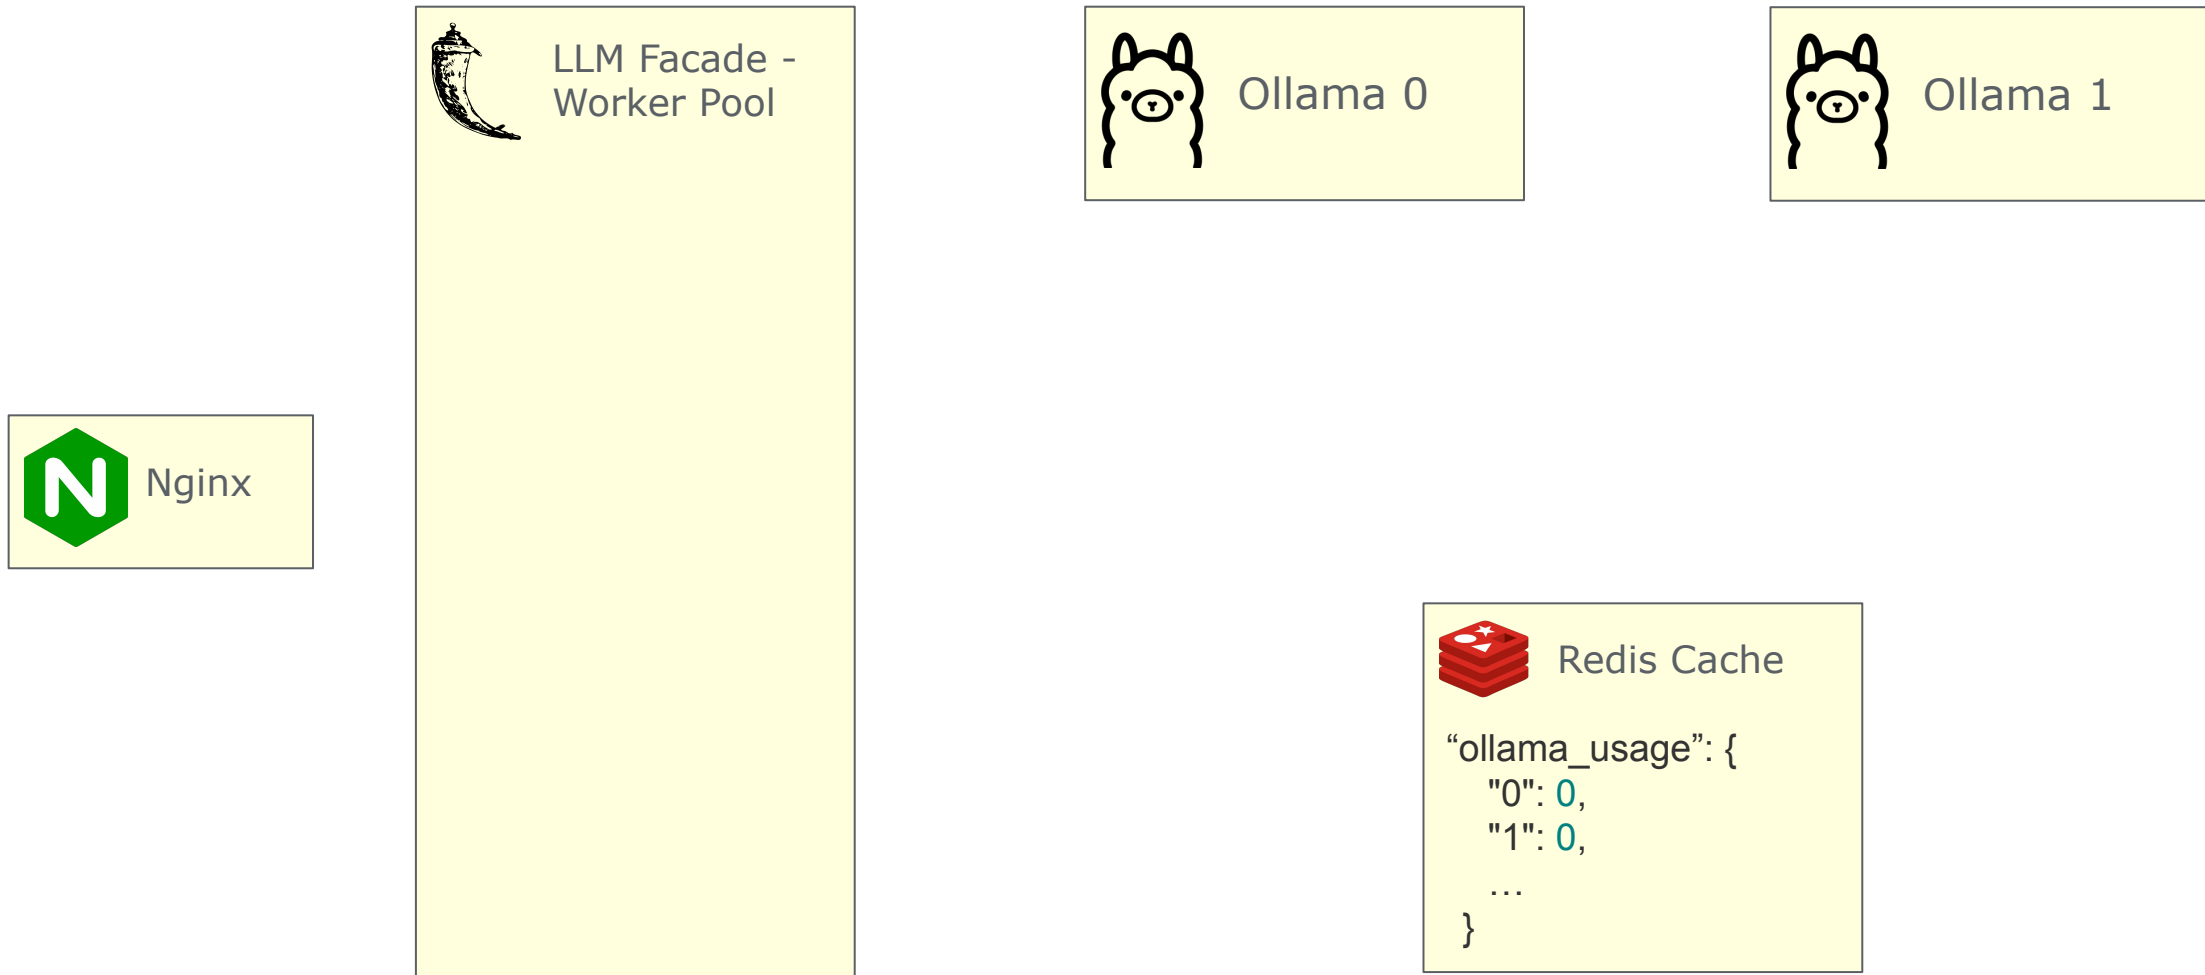 LLM Facade -
Worker Pool
Ollama 0
Ollama 1
N
Nginx
Redis Cache
“ollama_usage”: {
"0": 0,
"1": 0,
…
}